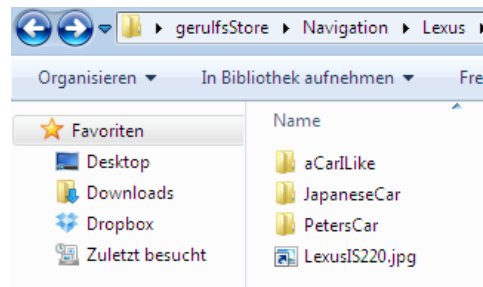 gerulfsStore ▸ Navigation ▸ Lexus ▸
Organisieren ▾ In Bibliothek aufnehmen ▾ Fre
Name
Favoriten
Desktop
Downloads
Dropbox
Zuletzt besucht
aCarILike
JapaneseCar
PetersCar
LexusIS220.jpg